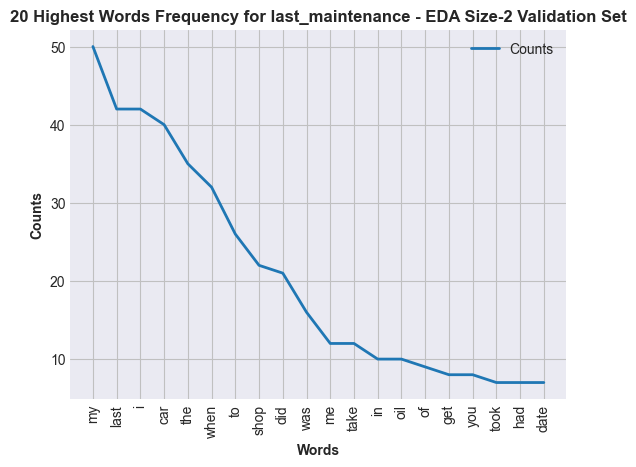 20 Highest Words Frequency for last_maintenance - EDA Size-2 Validation Set
Counts
50
40
30
20
10
Counts
my
last
i
car
the
when
to
shop
did
was
me
take
in
oil
of
get
you
took
had
date
Words